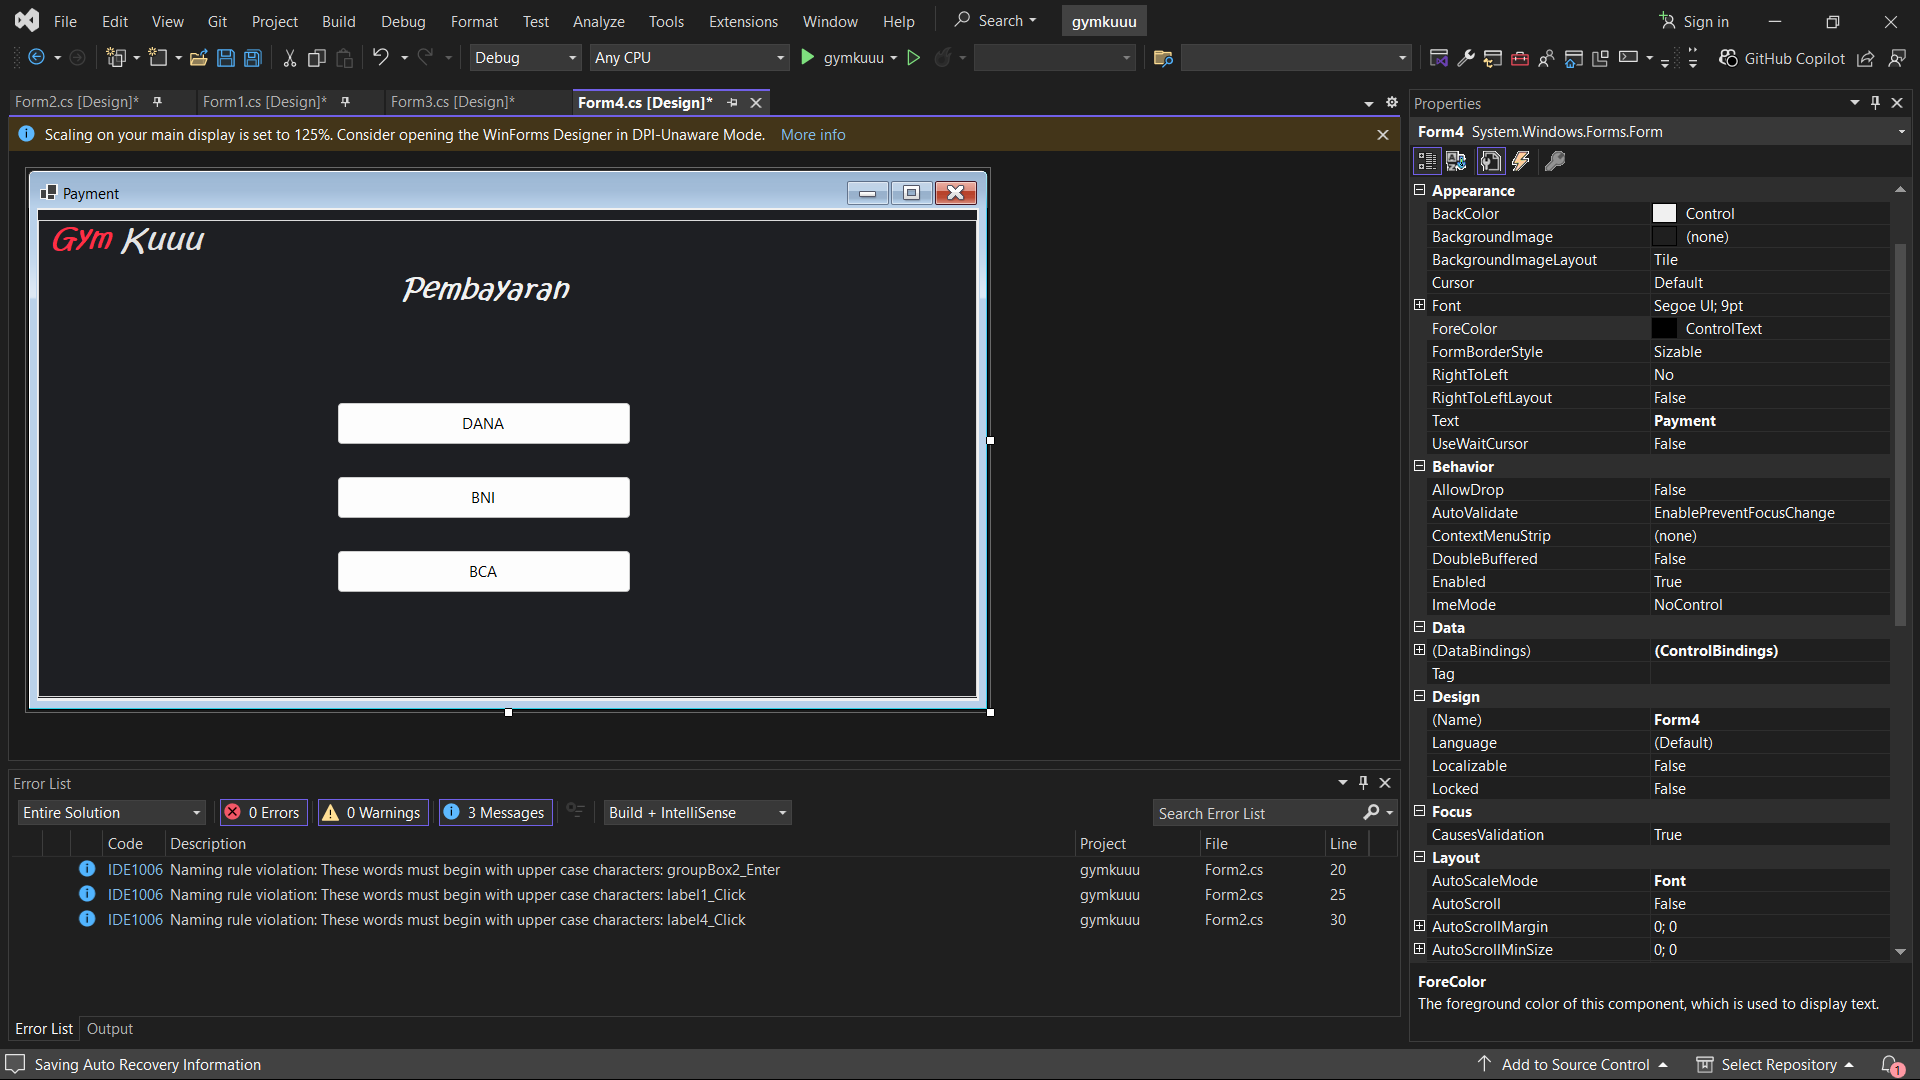 File Edit View Git Project Build Debug Format Test Analyze Tools Extensions Window Help Search gymkuuu Sign in
Debug Any CPU gymkuuu GitHub Copilot
Form2.cs [Design]* Form1.cs [Design]* Form3.cs [Design]* Form4.cs [Design]*
Scaling on your main display is set to 125%. Consider opening the WinForms Designer in DPI-Unaware Mode. More info
Payment
Gym Kuuu
Pembayaran
DANA
BNI
BCA
Error List
Entire Solution 0 Errors 0 Warnings 3 Messages Build + IntelliSense Search Error List
Code Description Project File Line
IDE1006 Naming rule violation: These words must begin with upper case characters: groupBox2_Enter gymkuuu Form2.cs 20
IDE1006 Naming rule violation: These words must begin with upper case characters: label1_Click gymkuuu Form2.cs 25
IDE1006 Naming rule violation: These words must begin with upper case characters: label4_Click gymkuuu Form2.cs 30
Error List Output
Properties
Form4 System.Windows.Forms.Form
Appearance
BackColor Control
BackgroundImage (none)
BackgroundImageLayout Tile
Cursor Default
Font Segoe UI; 9pt
ForeColor ControlText
FormBorderStyle Sizable
RightToLeft No
RightToLeftLayout False
Text Payment
UseWaitCursor False
Behavior
AllowDrop False
AutoValidate EnablePreventFocusChange
ContextMenuStrip (none)
DoubleBuffered False
Enabled True
ImeMode NoControl
Data
(DataBindings) (ControlBindings)
Tag
Design
(Name) Form4
Language (Default)
Localizable False
Locked False
Focus
CausesValidation True
Layout
AutoScaleMode Font
AutoScroll False
AutoScrollMargin 0; 0
AutoScrollMinSize 0; 0
ForeColor
The foreground color of this component, which is used to display text.
Saving Auto Recovery Information Add to Source Control Select Repository 1